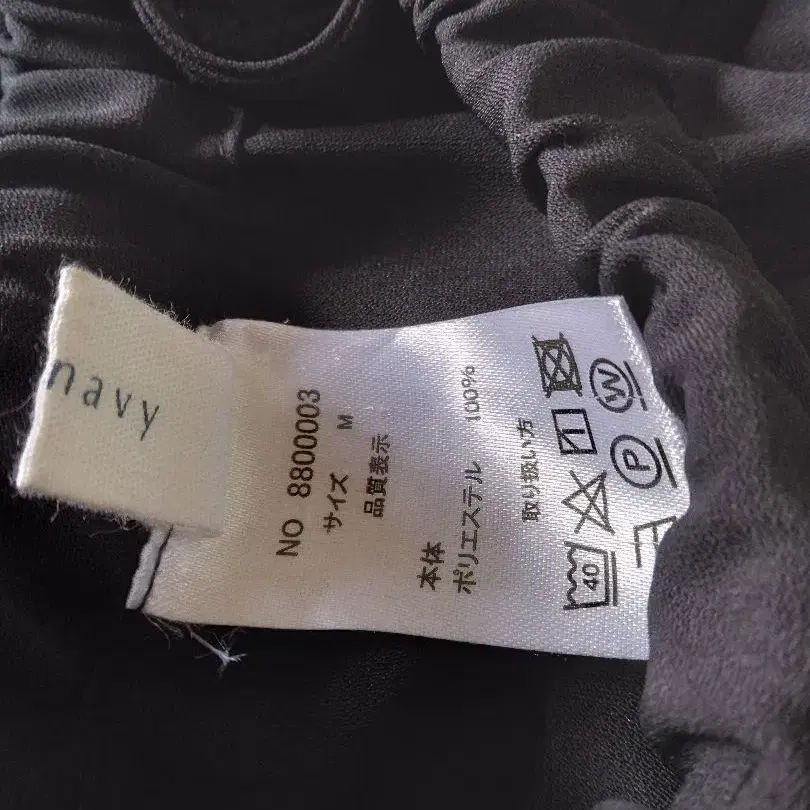 navy
NO 8800003
サイズ M
品質表示
本体
ポリエステル 100%
取り扱い方
40
P
W